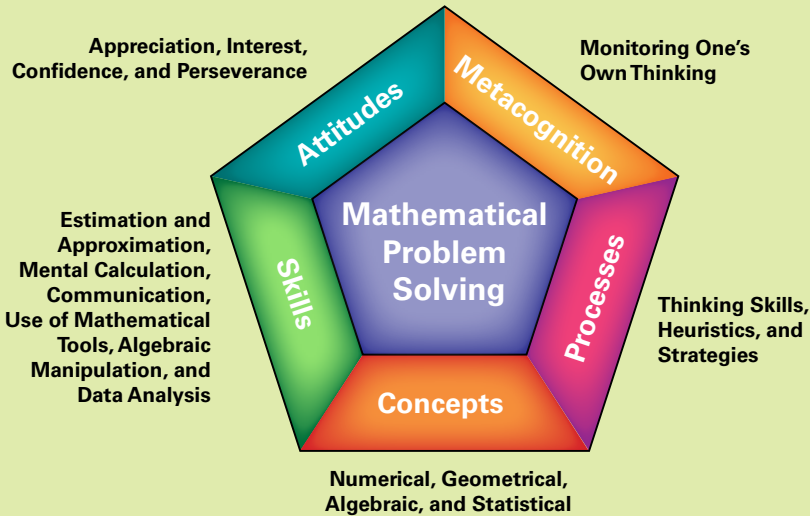 Appreciation, Interest,
Confidence, and Perseverance
Attitudes
Metacognition
Monitoring One's
Own Thinking
Mathematical
Problem
Solving
Estimation and
Approximation,
Mental Calculation,
Communication,
Use of Mathematical
Tools, Algebraic
Manipulation, and
Data Analysis
Skills
Processes
Thinking Skills,
Heuristics, and
Strategies
Concepts
Numerical, Geometrical,
Algebraic, and Statistical